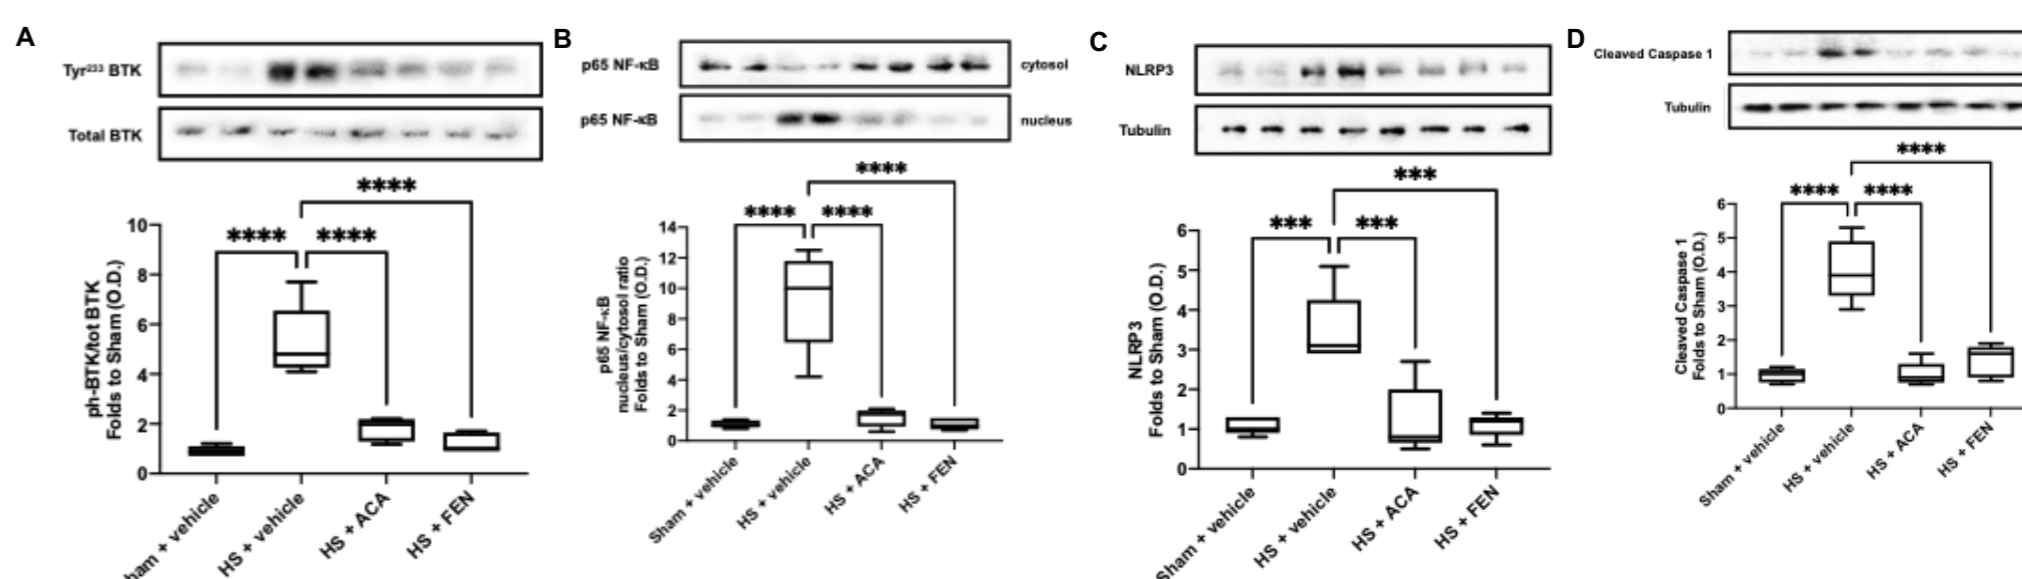 A
Tyr²²³ BTK
Total BTK
****
****
****
10
8
6
4
2
0
ph-BTK/tot BTK
Folds to Sham (O.D.)
ham + vehicle
HS + vehicle
HS + ACA
HS + FEN
B
p65 NF-κB
cytosol
p65 NF-κB
nucleus
****
****
****
14
12
10
8
6
4
2
0
p65 NF-κB
nucleus/cytosol ratio
Folds to Sham (O.D.)
Sham + vehicle
HS + vehicle
HS + ACA
HS + FEN
C
NLRP3
Tubulin
***
***
***
6
5
4
3
2
1
0
NLRP3
Folds to Sham (O.D.)
Sham + vehicle
HS + vehicle
HS + ACA
HS + FEN
D
Cleaved Caspase 1
Tubulin
****
****
****
6
5
4
3
2
1
0
Cleaved Caspase 1
Folds to Sham (O.D.)
Sham + vehicle
HS + vehicle
HS + ACA
HS + FEN